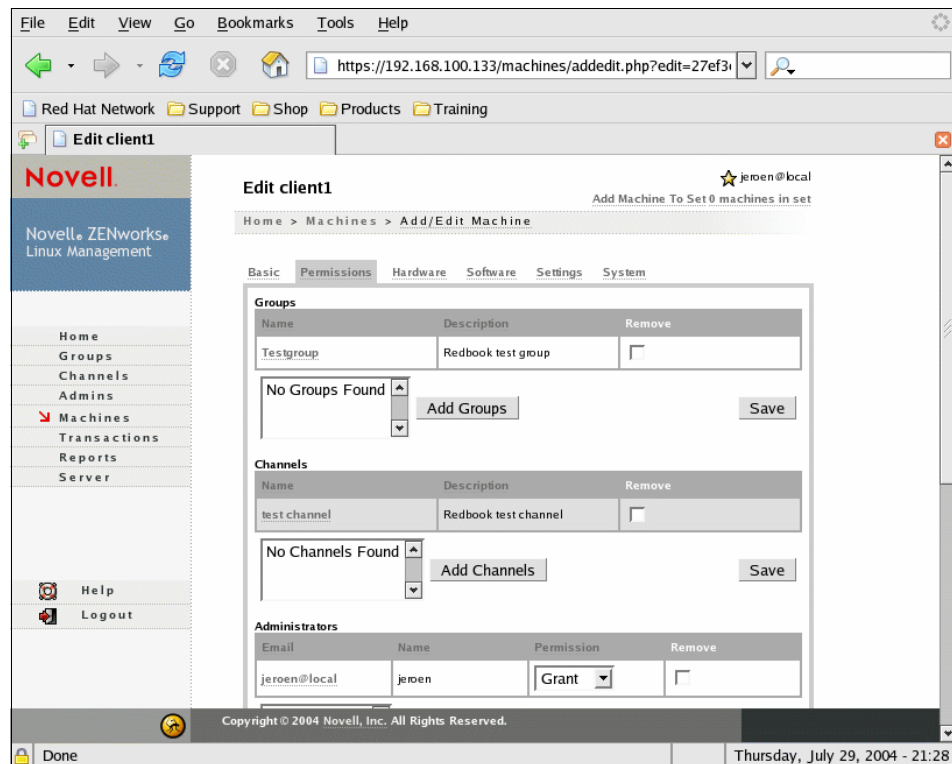 File Edit View Go Bookmarks Tools Help
https://192.168.100.133/machines/addedit.php?edit=27ef3
Red Hat Network Support Shop Products Training
Edit client1
Novell.
Novell® ZENworks®
Linux Management
Home
Groups
Channels
Admins
Machines
Transactions
Reports
Server
Help
Logout
Edit client1
jeroen@local
Add Machine To Set 0 machines in set
Home > Machines > Add/Edit Machine
Basic Permissions Hardware Software Settings System
Groups
Name Description Remove
Testgroup Redbook test group
No Groups Found
Add Groups Save
Channels
Name Description Remove
test channel Redbook test channel
No Channels Found
Add Channels Save
Administrators
Email Name Permission Remove
jeroen@local jeroen Grant
Copyright © 2004 Novell, Inc. All Rights Reserved.
Done Thursday, July 29, 2004 - 21:28